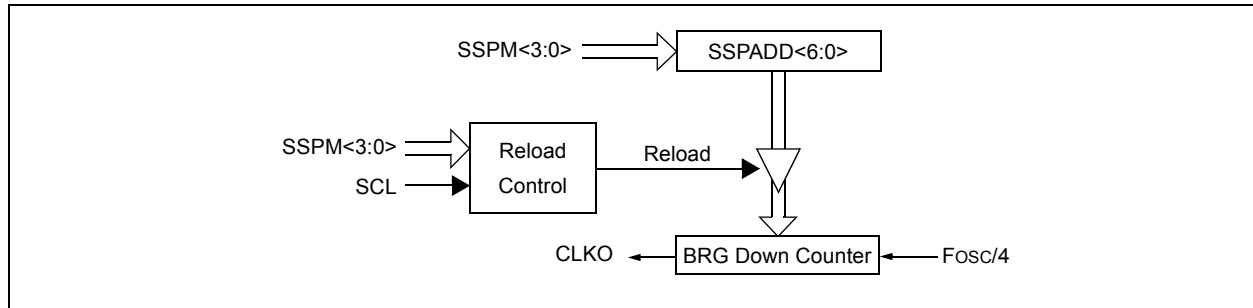 SSPM<3:0>
SSPADD<6:0>
SSPM<3:0>
SCL
Reload
Control
Reload
CLKO
BRG Down Counter
FOSC/4